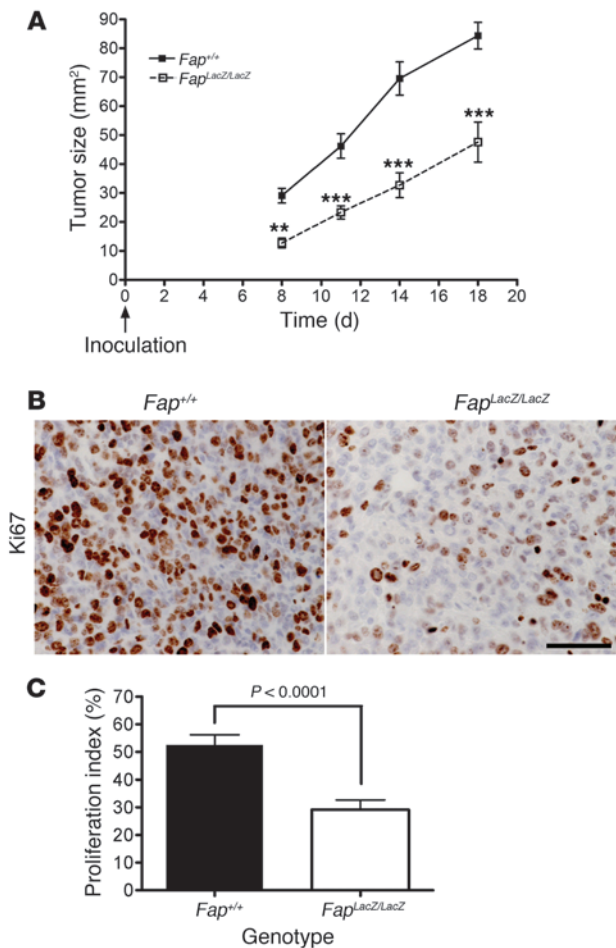 A
90
80
70
60
50
40
30
20
10
0
Tumor size (mm²)
Fap+/+
FapLacZ/LacZ
**
***
***
***
0 2 4 6 8 10 12 14 16 18 20
Time (d)
Inoculation
B
Fap+/+ FapLacZ/LacZ
Ki67
C
70
60
50
40
30
20
10
0
Proliferation index (%)
P < 0.0001
Fap+/+ FapLacZ/LacZ
Genotype